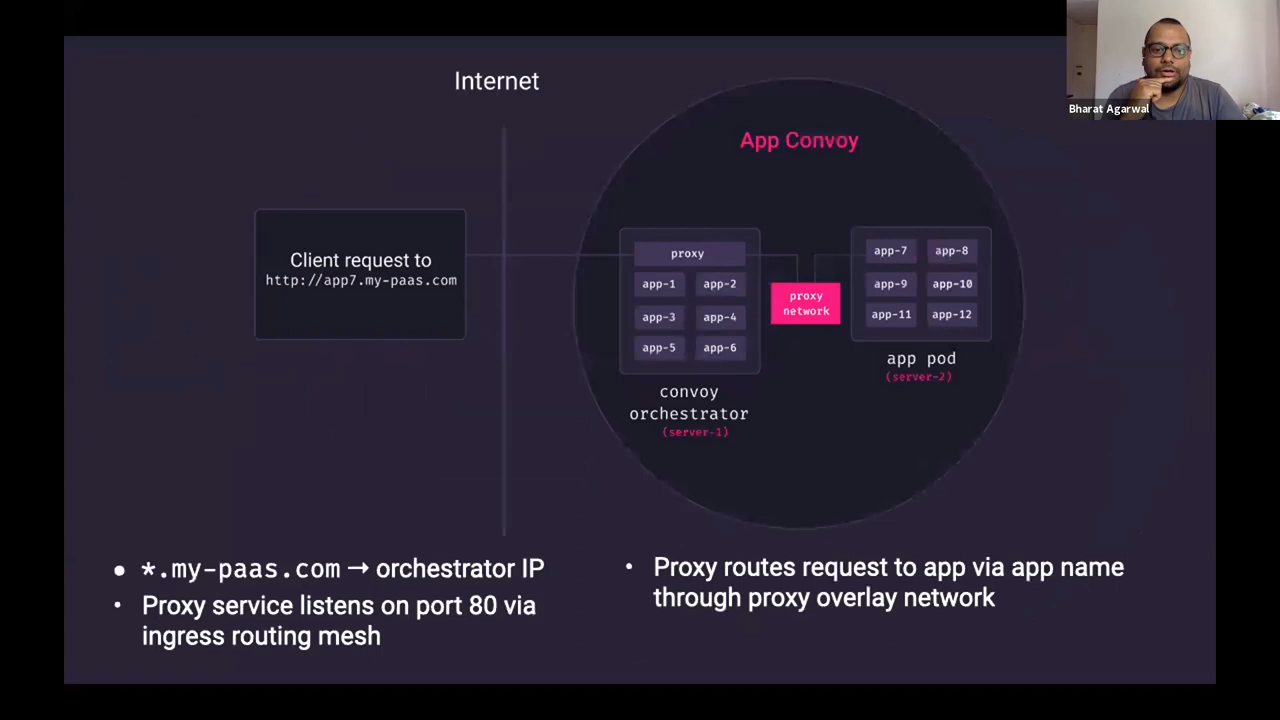 Bharat Agarwal
Internet
App Convoy
Client request to
http://app7.my-paas.com
proxy
app-1 app-2
app-3 app-4
app-5 app-6
convoy
orchestrator
(server-1)
proxy
network
app-7 app-8
app-9 app-10
app-11 app-12
app pod
(server-2)
• *.my-paas.com → orchestrator IP
• Proxy service listens on port 80 via
ingress routing mesh
• Proxy routes request to app via app name
through proxy overlay network